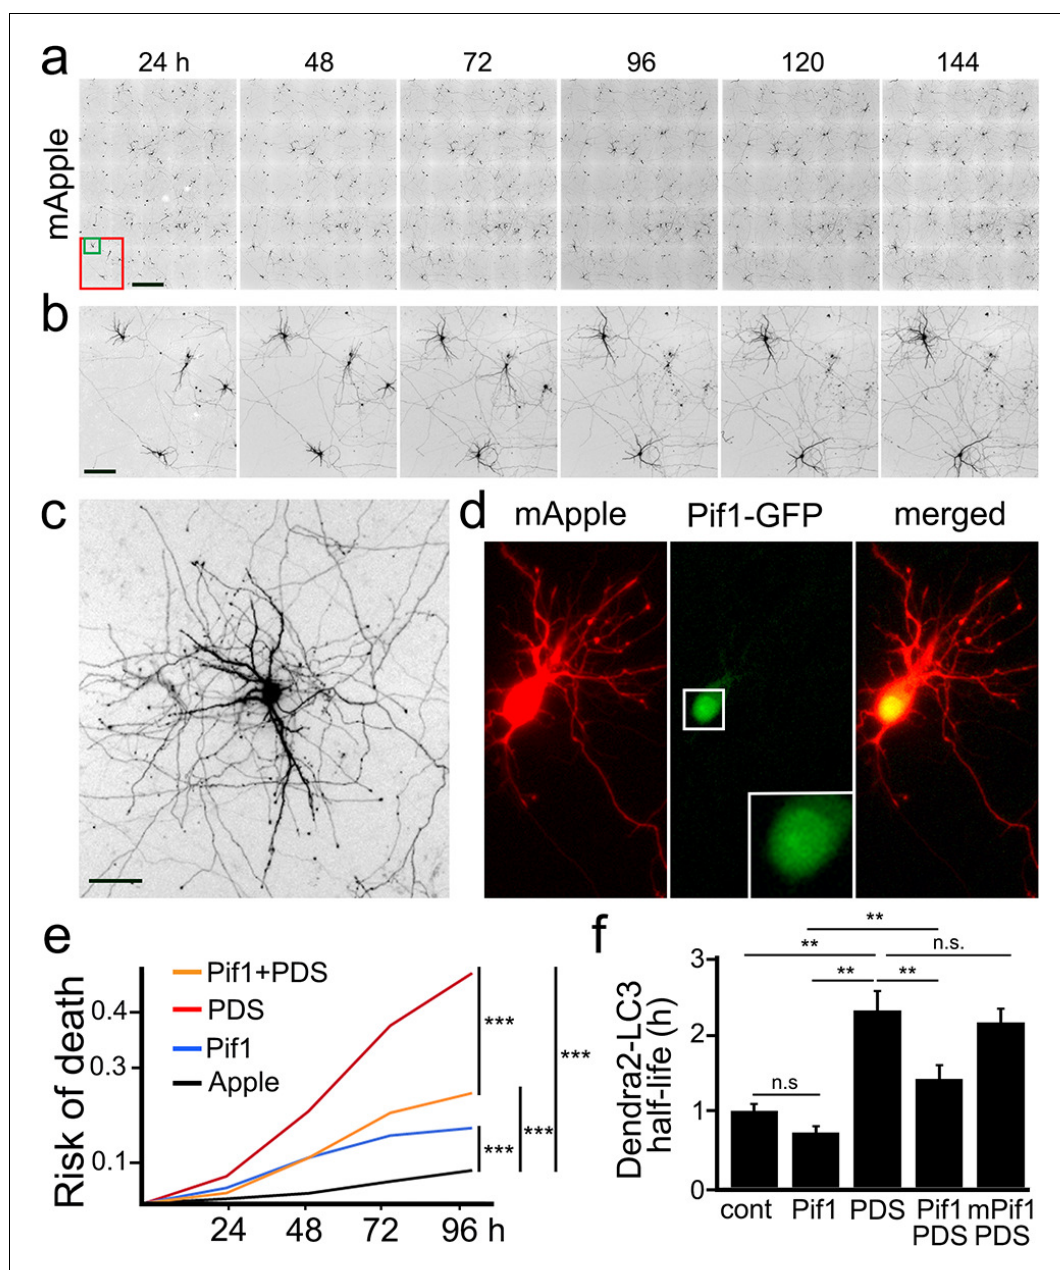 a
24 h 48 72 96 120 144
mApple
b
c
d
mApple Pif1-GFP merged
e
Risk of death
0.4
0.3
0.1
Pif1+PDS
PDS
Pif1
Apple
***
***
***
***
24 48 72 96 h
f
Dendra2-LC3
half-life (h)
3
2
1
0
**
** n.s.
** **
n.s
cont Pif1 PDS Pif1 mPif1
PDS PDS